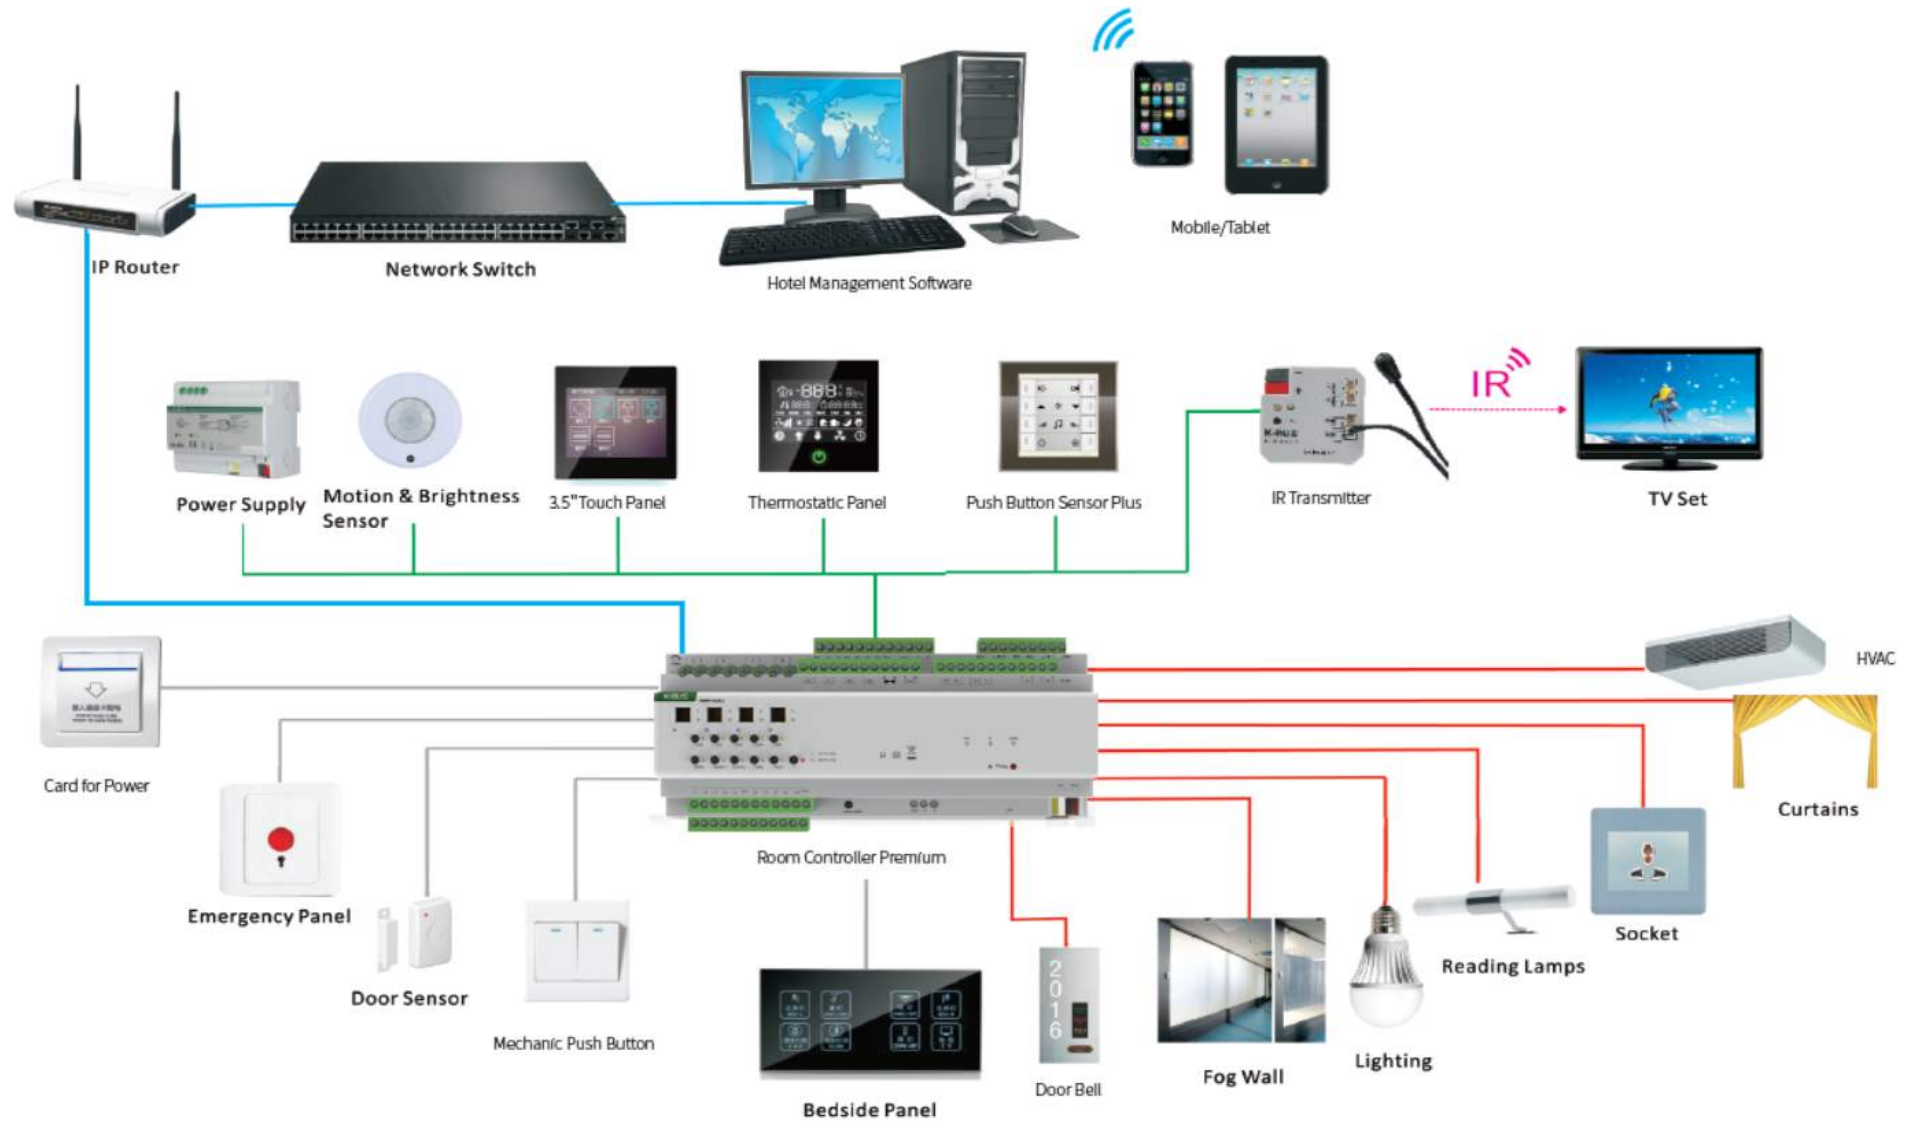 Mobile/Tablet
IP Router
Network Switch
Hotel Management Software
IR
Power Supply
Motion & Brightness
Sensor
3.5" Touch Panel
Thermostatic Panel
Push Button Sensor Plus
K-BUS
IR Transmitter
TV Set
HVAC
Card for Power
Curtains
Room Controller Premium
Emergency Panel
Socket
Reading Lamps
Door Sensor
2016
Mechanic Push Button
Lighting
Fog Wall
Door Bell
Bedside Panel